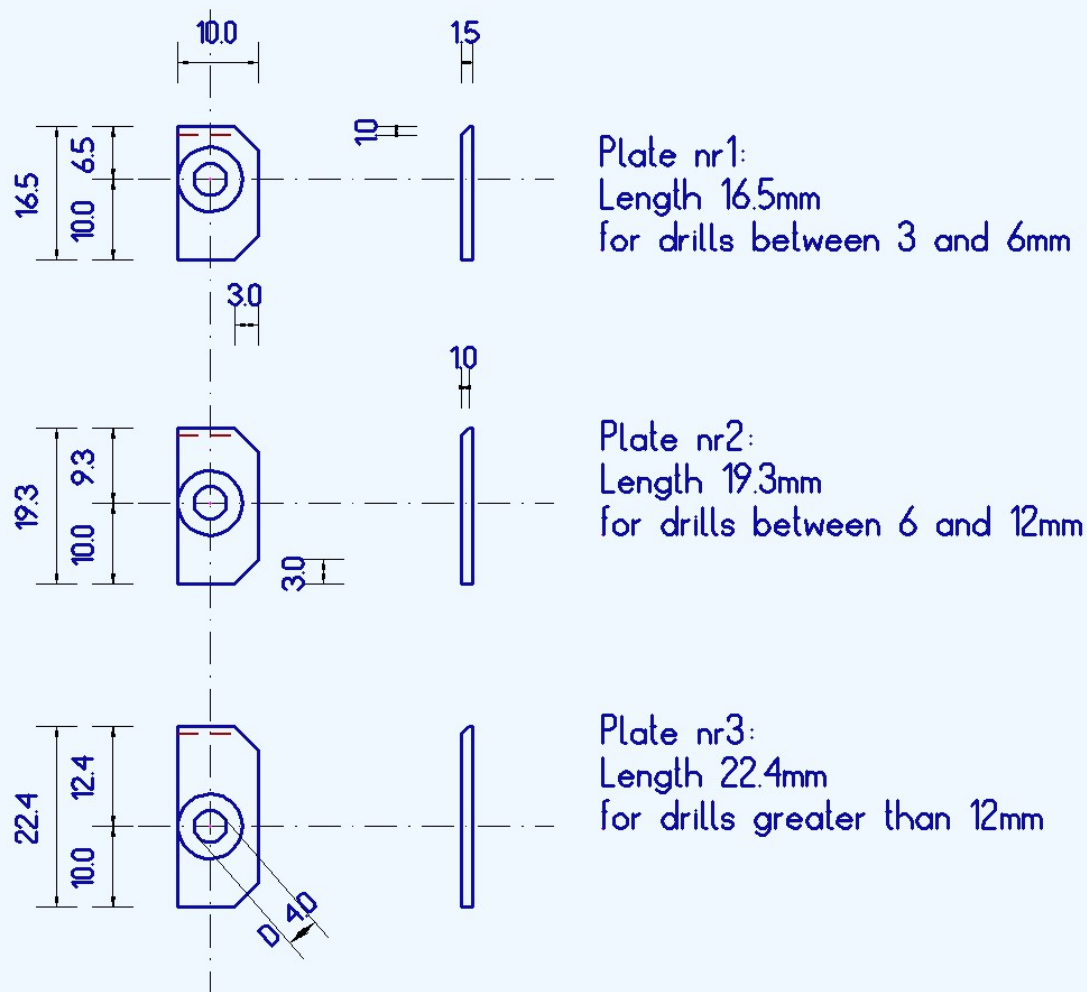 10.0
1.5
16.5
6.5
10.0
1.0
Plate nr1:
Length 16.5mm
for drills between 3 and 6mm
3.0
1.0
19.3
9.3
10.0
3.0
Plate nr2:
Length 19.3mm
for drills between 6 and 12mm
22.4
12.4
10.0
D 4.0
Plate nr3:
Length 22.4mm
for drills greater than 12mm